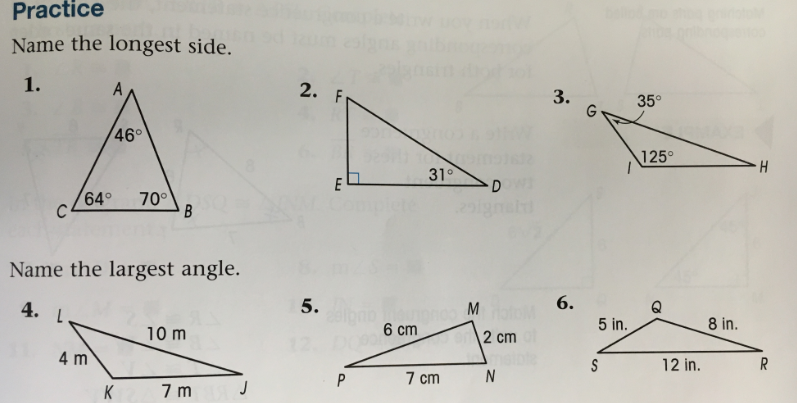 Practice
Name the longest side.
1.
A
46°
64°
70°
C
B
2.
F
31°
E
D
3.
G
35°
125°
I
H
Name the largest angle.
4.
L
10 m
4 m
K
7 m
J
5.
M
6 cm
2 cm
P
7 cm
N
6.
Q
5 in.
8 in.
S
12 in.
R